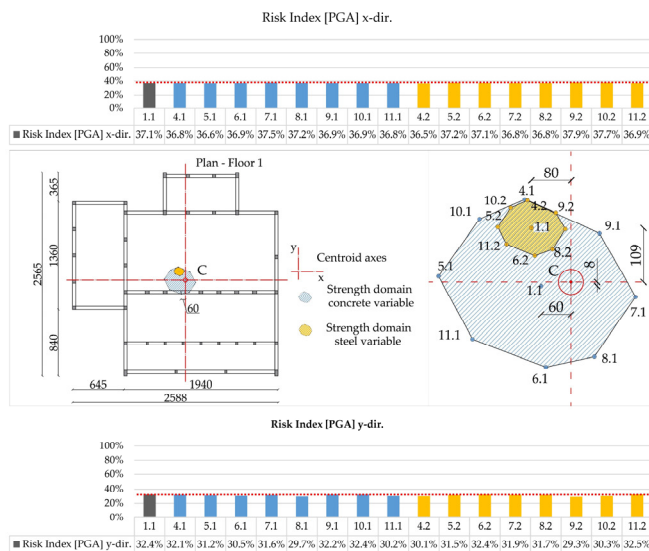 Risk Index [PGA] x-dir.
100%
80%
60%
40%
20%
0%
1.1 4.1 5.1 6.1 7.1 8.1 9.1 10.1 11.1 4.2 5.2 6.2 7.2 8.2 9.2 10.2 11.2
Risk Index [PGA] x-dir. 37.1% 36.8% 36.6% 36.9% 37.5% 37.2% 36.9% 36.9% 36.8% 36.5% 37.2% 37.1% 36.8% 36.8% 37.9% 37.7% 36.9%
Plan - Floor 1
365
1360
2565
840
C
60
645
1940
2588
y
x
Centroid axes
Strength domain
concrete variable
Strength domain
steel variable
80
4.1
10.2
4.2
9.2
10.1
5.2
1.1
9.1
11.2
6.2
8.2
109
5.1
C
8
1.1
7.1
60
11.1
8.1
6.1
Risk Index [PGA] y-dir.
100%
80%
60%
40%
20%
0%
1.1 4.1 5.1 6.1 7.1 8.1 9.1 10.1 11.1 4.2 5.2 6.2 7.2 8.2 9.2 10.2 11.2
Risk Index [PGA] y-dir. 32.4% 32.1% 31.2% 30.5% 31.6% 29.7% 32.2% 32.4% 30.2% 30.1% 31.5% 32.4% 31.9% 31.7% 29.3% 30.3% 32.5%